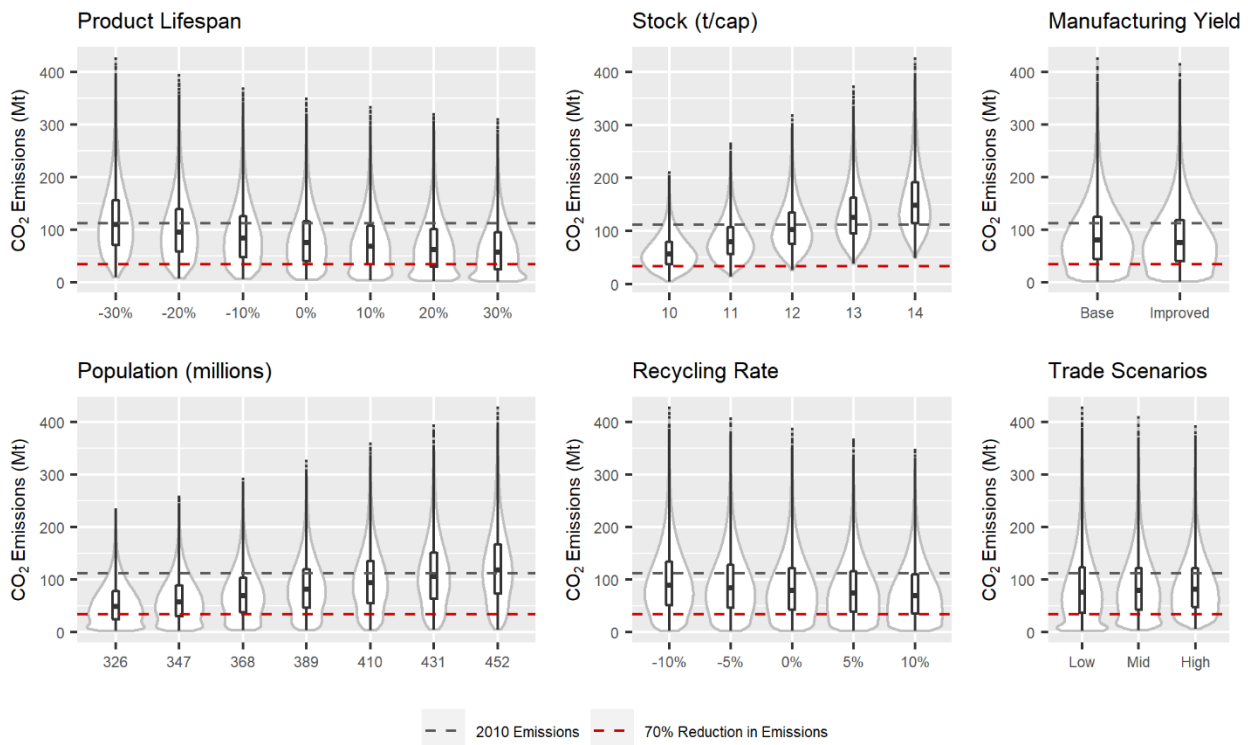 Product Lifespan
CO₂ Emissions (Mt)
400
300
200
100
0
-30% -20% -10% 0% 10% 20% 30%
Stock (t/cap)
CO₂ Emissions (Mt)
400
300
200
100
0
10 11 12 13 14
Manufacturing Yield
CO₂ Emissions (Mt)
400
300
200
100
0
Base Improved
Population (millions)
CO₂ Emissions (Mt)
400
300
200
100
0
326 347 368 389 410 431 452
Recycling Rate
CO₂ Emissions (Mt)
400
300
200
100
0
-10% -5% 0% 5% 10%
Trade Scenarios
CO₂ Emissions (Mt)
400
300
200
100
0
Low Mid High
2010 Emissions 70% Reduction in Emissions